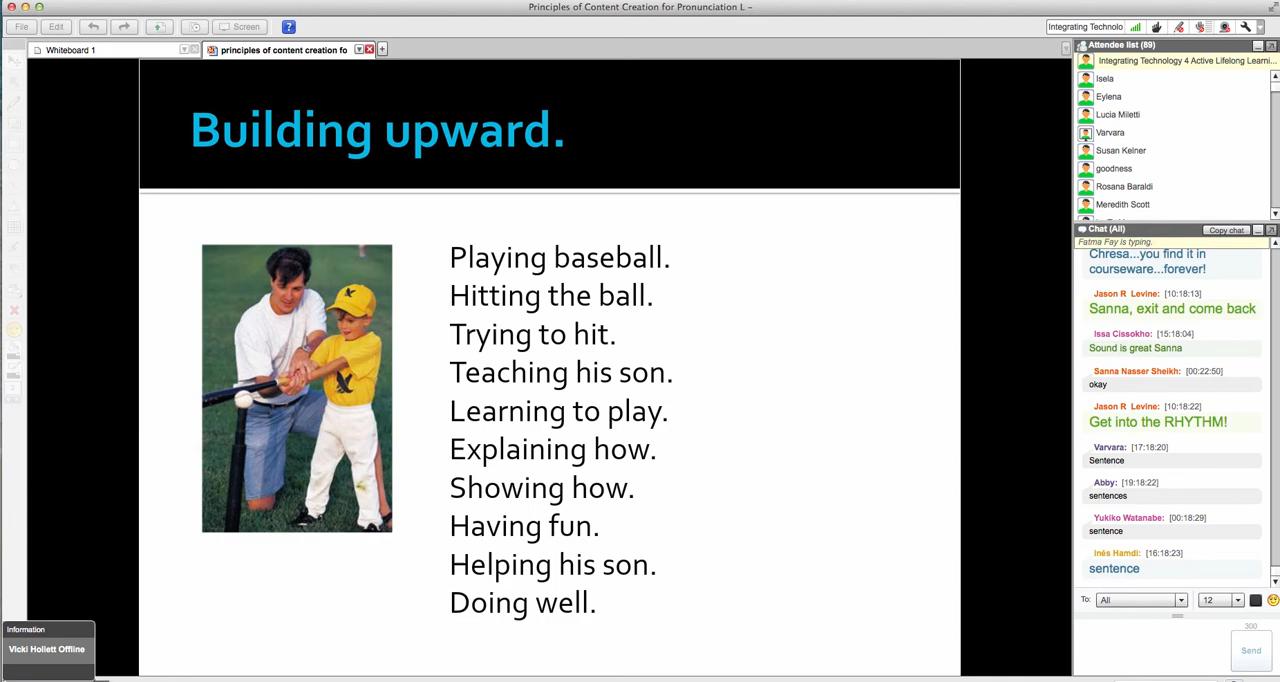 Principles of Content Creation for Pronunciation L –
File
Edit
Screen
?
Integrating Technolo
Whiteboard 1
principles of content creation fo
Building upward.
Playing baseball.
Hitting the ball.
Trying to hit.
Teaching his son.
Learning to play.
Explaining how.
Showing how.
Having fun.
Helping his son.
Doing well.
Information
Vicki Hollett Offline
Attendee list (89)
Integrating Technology 4 Active Lifelong Learni...
Isela
Eylena
Lucia Miletti
Varvara
Susan Kelner
goodness
Rosana Baraldi
Meredith Scott
Chat (All)
Copy chat
Fatma Fay is typing.
Chresa...you find it in
courseware...forever!
Jason R Levine: [10:18:13]
Sanna, exit and come back
Issa Cissokho: [15:18:04]
Sound is great Sanna
Sanna Nasser Sheikh: [00:22:50]
okay
Jason R Levine: [10:18:22]
Get into the RHYTHM!
Varvara: [17:18:20]
Sentence
Abby: [19:18:22]
sentences
Yukiko Watanabe: [00:18:29]
sentence
Inés Hamdi: [16:18:23]
sentence
To:
All
12
300
Send